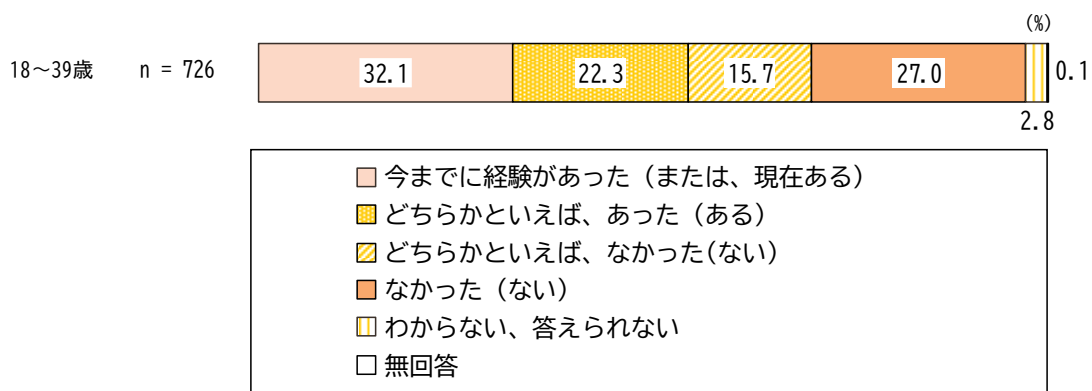 (%)
18～39歳 n = 726 32.1 22.3 15.7 27.0 0.1
2.8
今までに経験があった（または、現在ある）
どちらかといえば、あった（ある）
どちらかといえば、なかった(ない)
なかった（ない）
わからない、答えられない
無回答